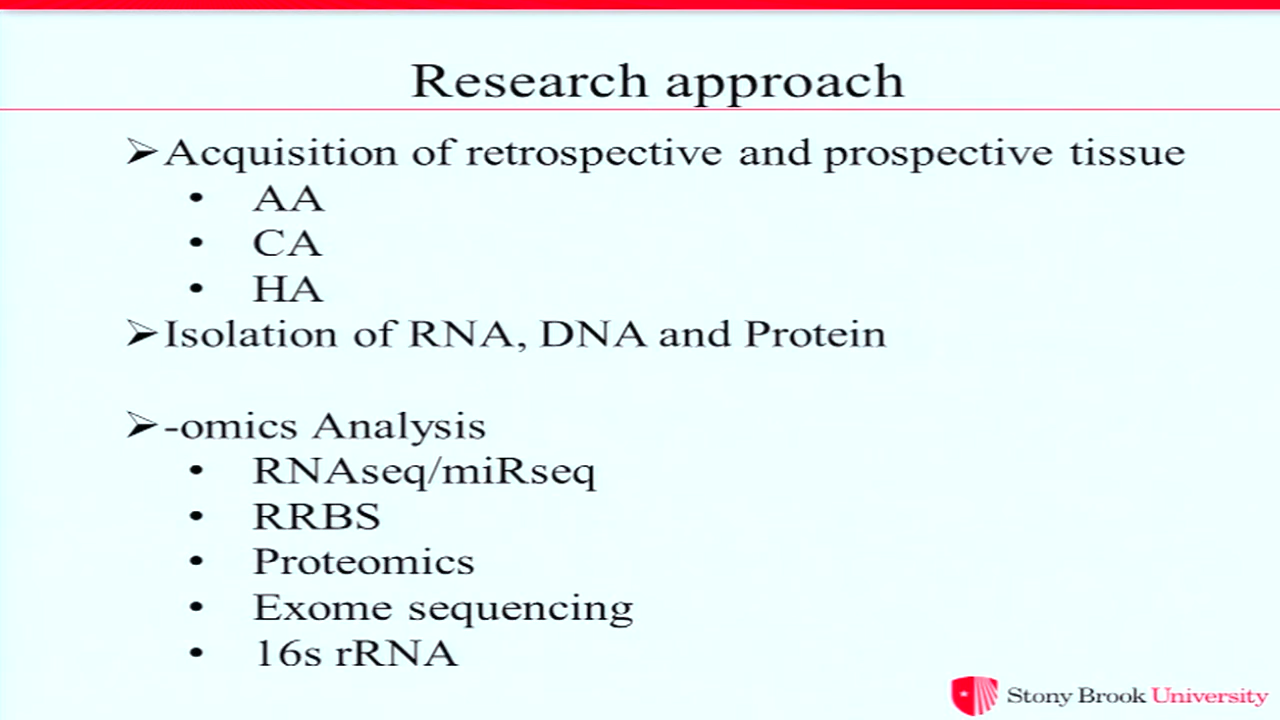 Research approach
➢Acquisition of retrospective and prospective tissue
• AA
• CA
• HA
➢Isolation of RNA, DNA and Protein
➢-omics Analysis
• RNAseq/miRseq
• RRBS
• Proteomics
• Exome sequencing
• 16s rRNA
Stony Brook University